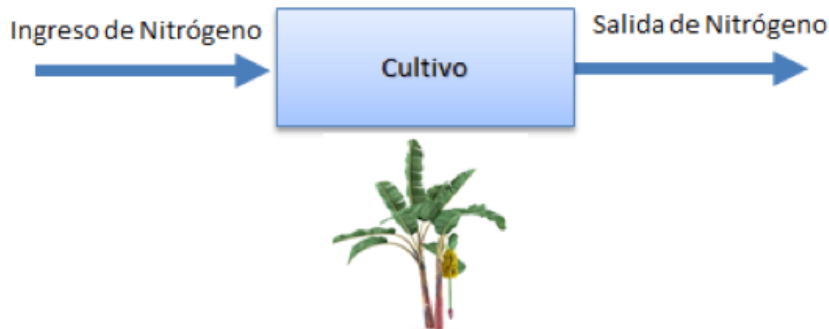 Ingreso de Nitrógeno
Salida de Nitrógeno
Cultivo